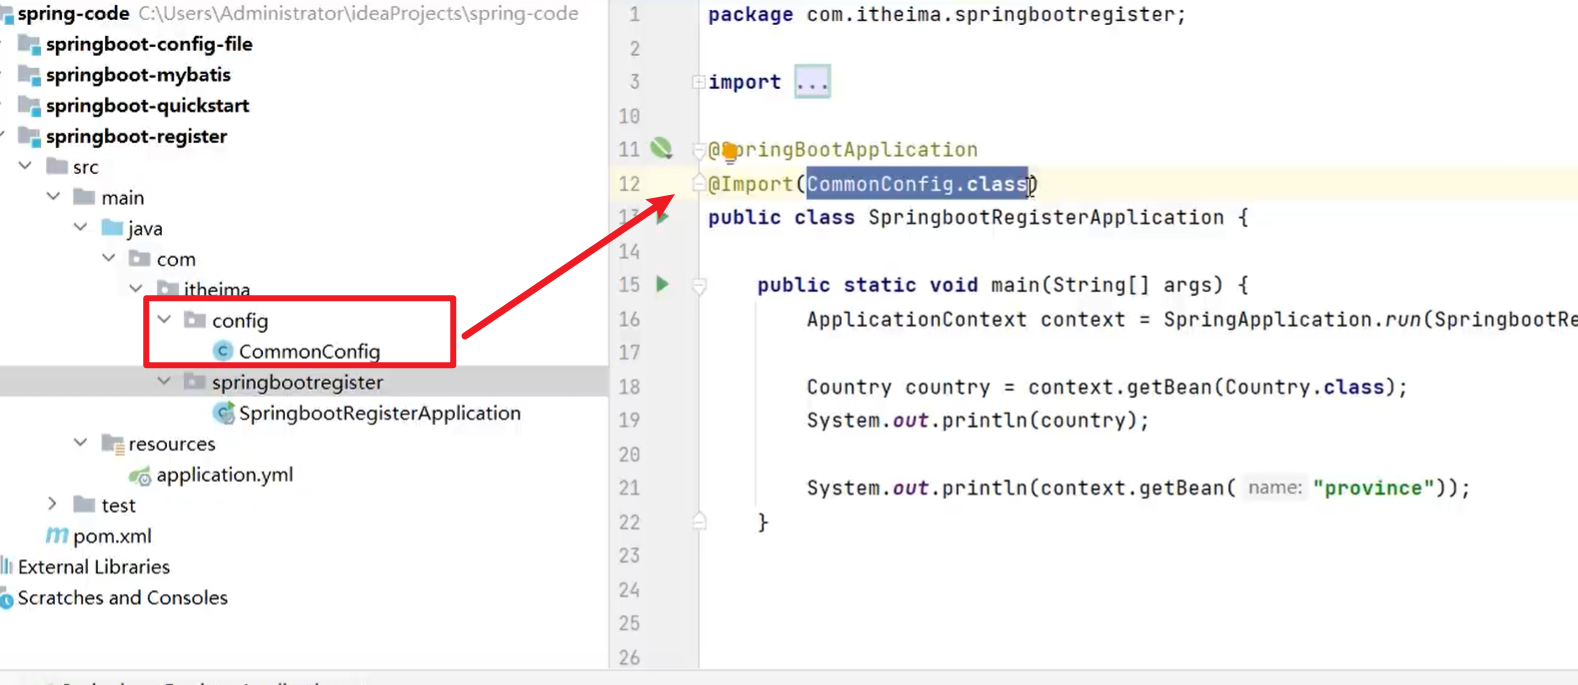 spring-code C:\Users\Administrator\ideaProjects\spring-code
springboot-config-file
springboot-mybatis
springboot-quickstart
springboot-register
src
main
java
com
itheima
config
CommonConfig
springbootregister
SpringbootRegisterApplication
resources
application.yml
test
pom.xml
External Libraries
Scratches and Consoles
1 package com.itheima.springbootregister;
2
3 import ...
10
11 @SpringBootApplication
12 @Import(CommonConfig.class)
13 public class SpringbootRegisterApplication {
14
15 public static void main(String[] args) {
16 ApplicationContext context = SpringApplication.run(SpringbootRe
17
18 Country country = context.getBean(Country.class);
19 System.out.println(country);
20
21 System.out.println(context.getBean( name: "province"));
22 }
23
24
25
26